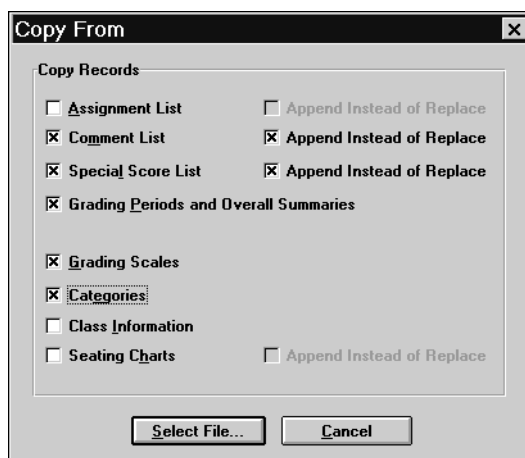 Copy From
Copy Records
Assignment List Append Instead of Replace
Comment List Append Instead of Replace
Special Score List Append Instead of Replace
Grading Periods and Overall Summaries
Grading Scales
Categories
Class Information
Seating Charts Append Instead of Replace
Select File... Cancel